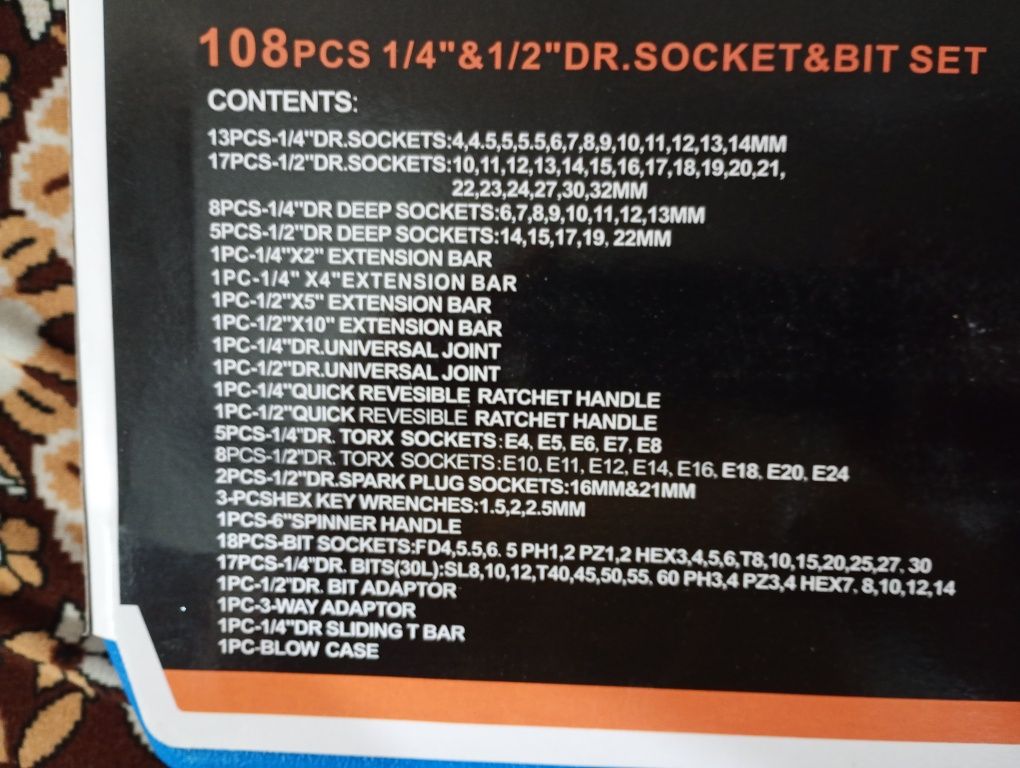 108PCS 1/4"&1/2"DR.SOCKET&BIT SET
CONTENTS:
13PCS-1/4"DR.SOCKETS:4,4.5,5,5.5,6,7,8,9,10,11,12,13,14MM
17PCS-1/2"DR.SOCKETS:10,11,12,13,14,15,16,17,18,19,20,21,
22,23,24,27,30,32MM
8PCS-1/4"DR DEEP SOCKETS:6,7,8,9,10,11,12,13MM
5PCS-1/2"DR DEEP SOCKETS:14,15,17,19, 22MM
1PC-1/4"X2" EXTENSION BAR
1PC-1/4" X4"EXTENSION BAR
1PC-1/2"X5" EXTENSION BAR
1PC-1/2"X10" EXTENSION BAR
1PC-1/4"DR.UNIVERSAL JOINT
1PC-1/2"DR.UNIVERSAL JOINT
1PC-1/4"QUICK REVESIBLE RATCHET HANDLE
1PC-1/2"QUICK REVESIBLE RATCHET HANDLE
5PCS-1/4"DR. TORX SOCKETS:E4, E5, E6, E7, E8
8PCS-1/2"DR. TORX SOCKETS:E10, E11, E12, E14, E16, E18, E20, E24
2PCS-1/2"DR.SPARK PLUG SOCKETS:16MM&21MM
3-PCSHEX KEY WRENCHES:1.5,2,2.5MM
1PCS-6"SPINNER HANDLE
18PCS-BIT SOCKETS:FD4,5.5,6. 5 PH1,2 PZ1,2 HEX3,4,5,6,T8,10,15,20,25,27, 30
17PCS-1/4"DR. BITS(30L):SL8,10,12,T40,45,50,55. 60 PH3,4 PZ3,4 HEX7, 8,10,12,14
1PC-1/2"DR. BIT ADAPTOR
1PC-3-WAY ADAPTOR
1PC-1/4"DR SLIDING T BAR
1PC-BLOW CASE